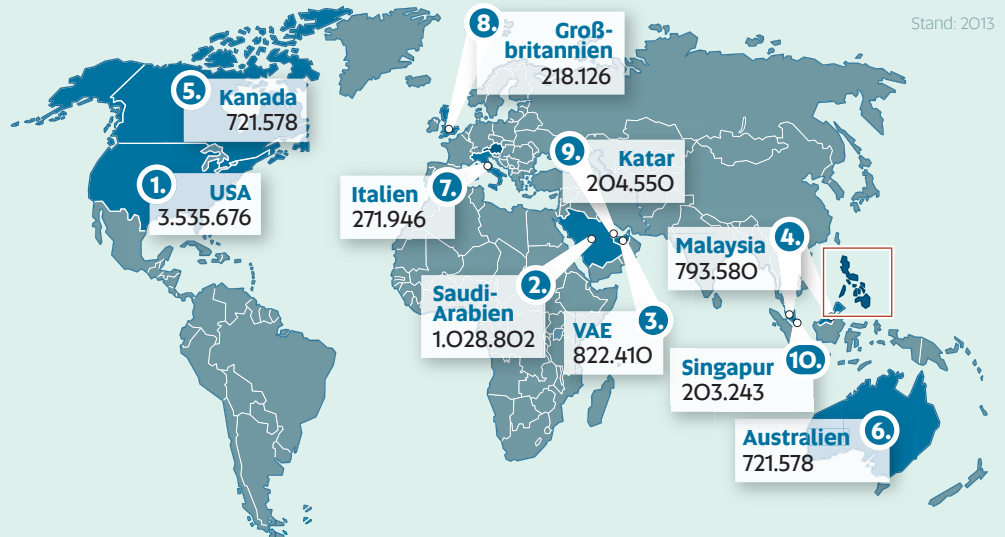 Stand: 2013
8.
Groß-
britannien
218.126
5.
Kanada
721.578
9.
Katar
204.550
1.
USA
3.535.676
7.
Italien
271.946
4.
Malaysia
793.580
2.
Saudi-
Arabien
1.028.802
3.
VAE
822.410
10.
Singapur
203.243
6.
Australien
721.578